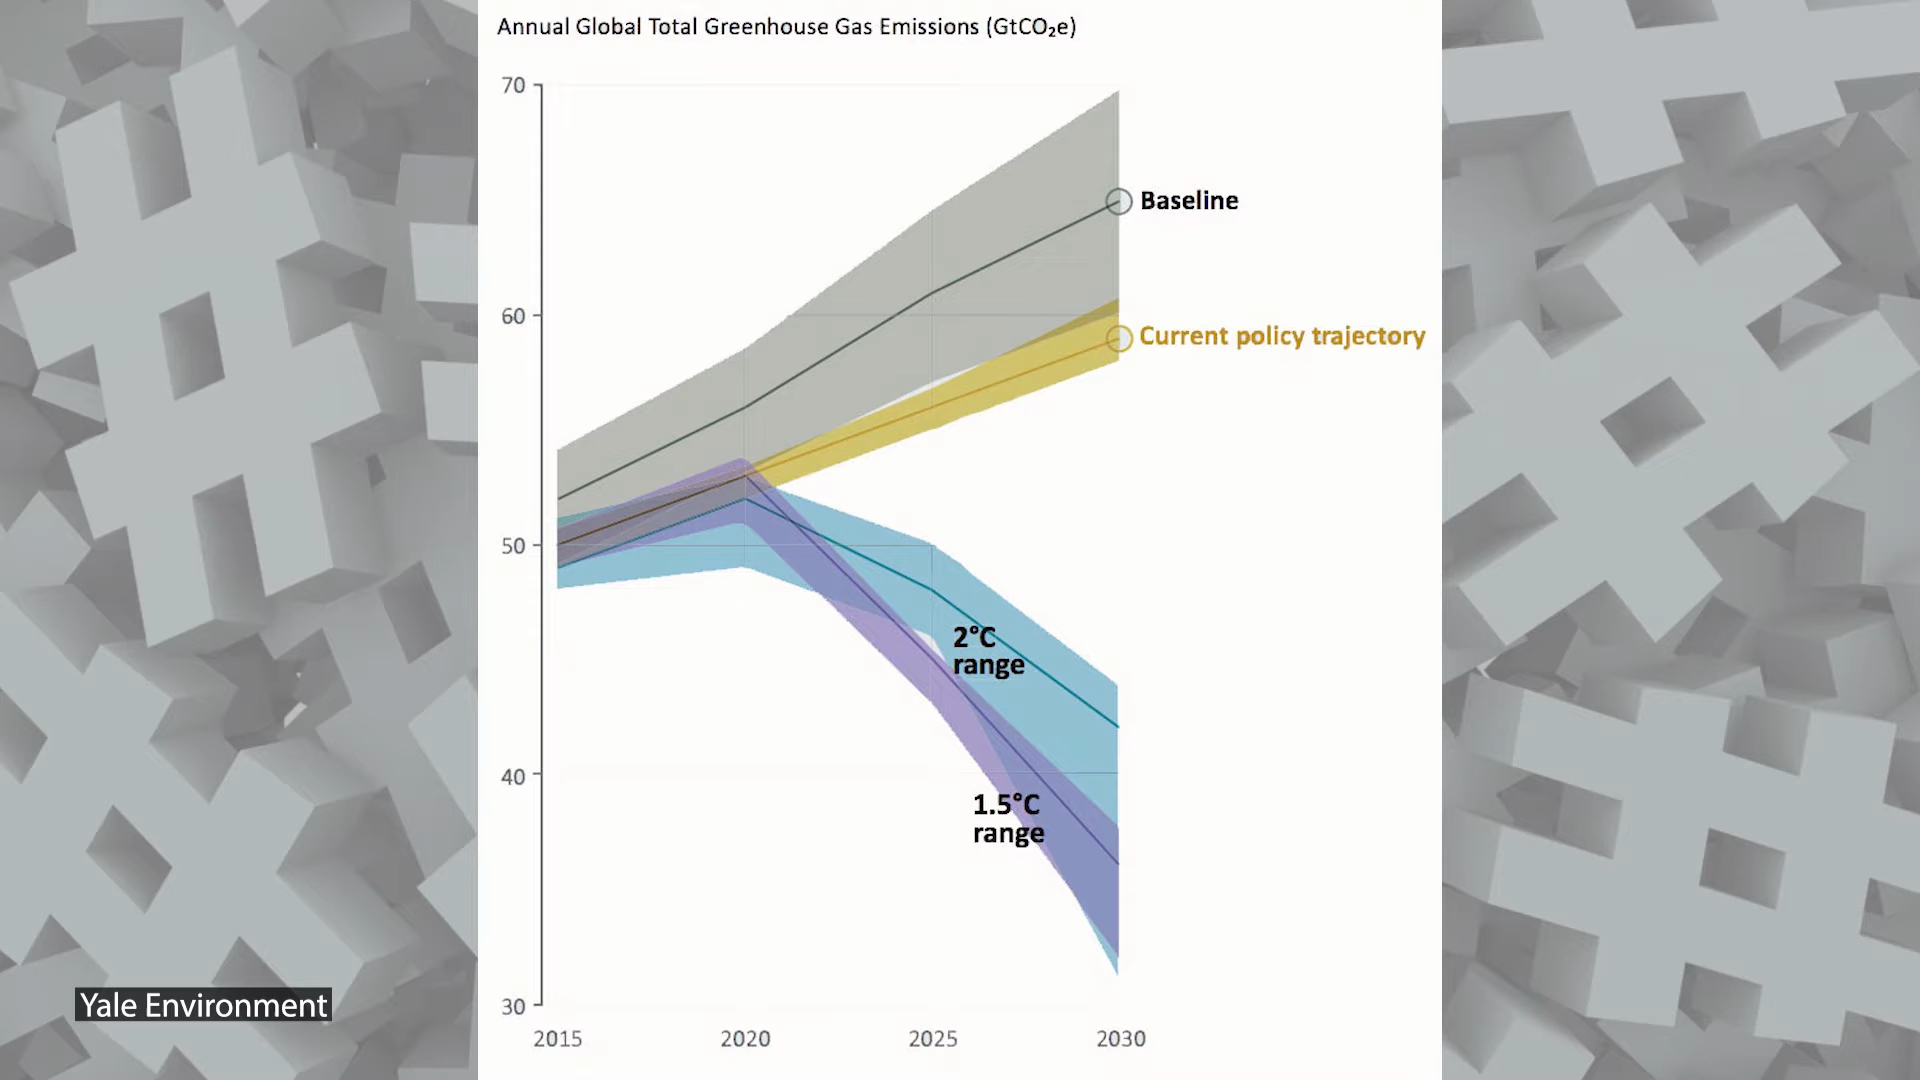 Annual Global Total Greenhouse Gas Emissions (GtCO₂e)
70
Baseline
60
Current policy trajectory
50
2°C
range
40
1.5°C
range
30
2015 2020 2025 2030
Yale Environment